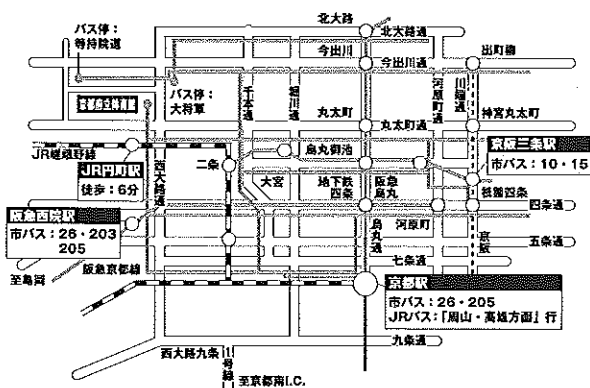 バス停：
等持院道
北大路
北大路通
今出川
今出川通
出町柳
バス停：
大将軍
千本通
堀川通
河原町通
川端通
京都府立体育館
丸太町
丸太町通
神宮丸太町
JR嵯峨野線
JR円町駅
徒歩：6分
西大路通
二条
烏丸御池
京阪三条駅
市バス：10・15
大宮
地下鉄
四条
阪急
烏丸
祇園四条
四条通
阪急西院駅
市バス：26・203
205
烏丸通
河原町
京阪
五条通
七条通
至亀岡
阪急京都線
京都駅
市バス：26・205
JRバス：「周山・高雄方面」行
九条通
西大路九条
1号線
至京都南I.C.